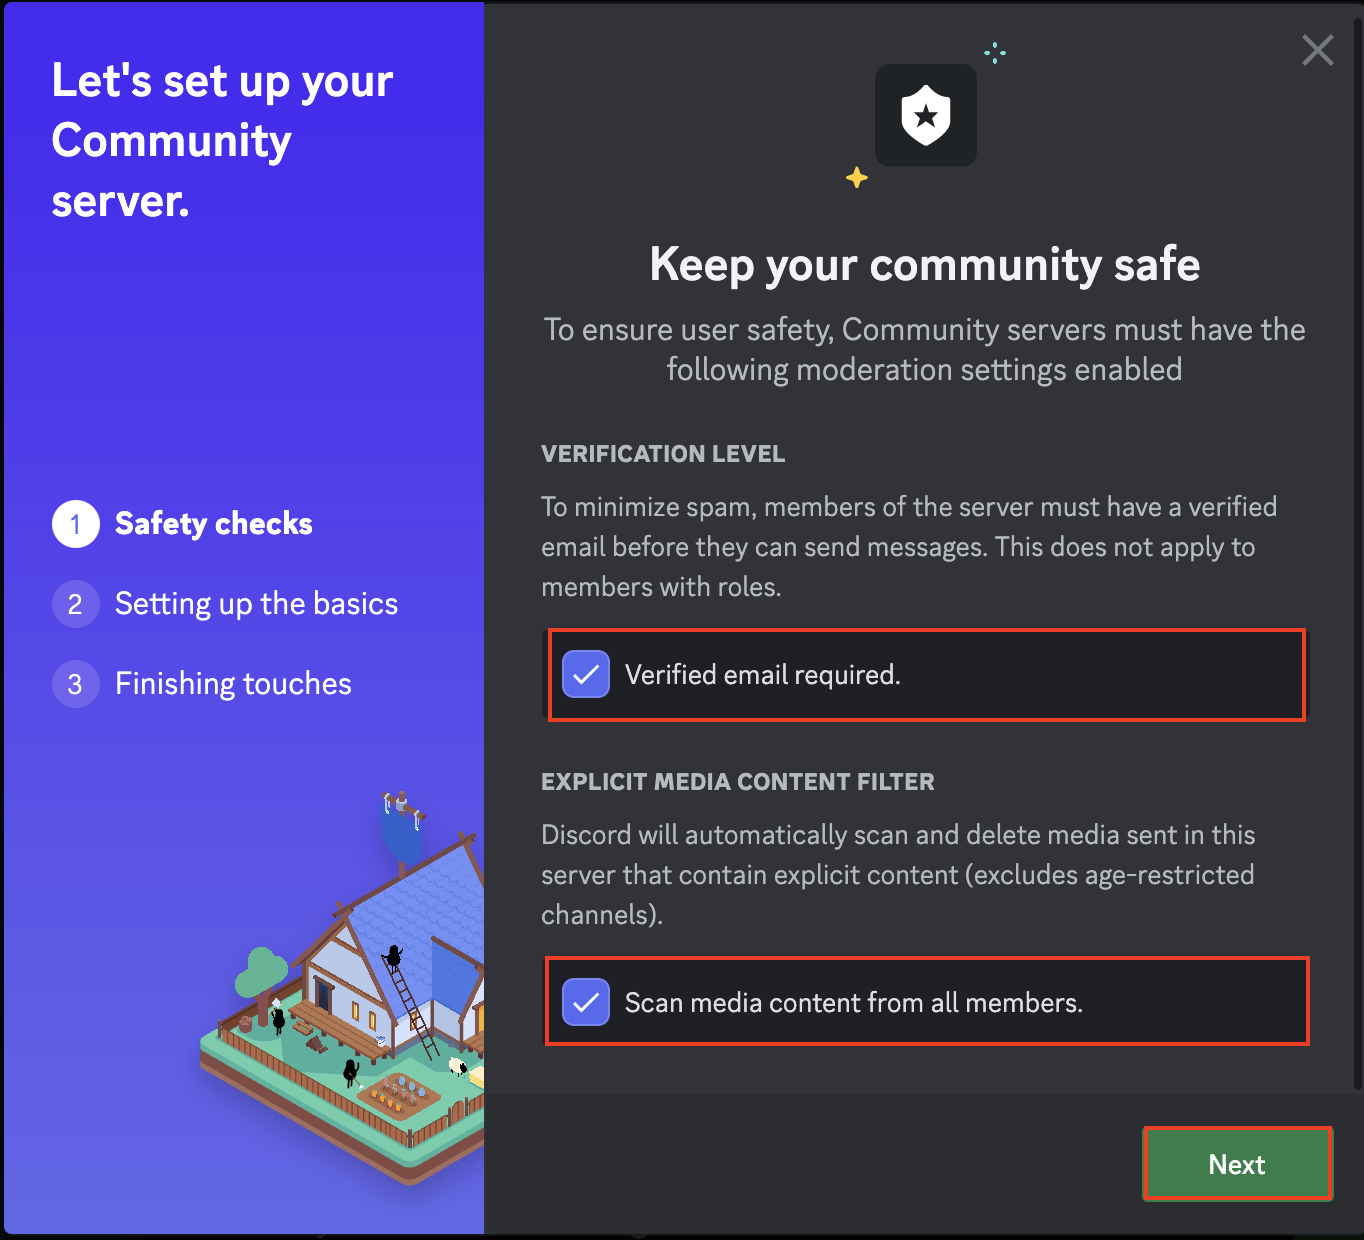 Let's set up your
Community
server.
1 Safety checks
2 Setting up the basics
3 Finishing touches
Keep your community safe
To ensure user safety, Community servers must have the
following moderation settings enabled
VERIFICATION LEVEL
To minimize spam, members of the server must have a verified
email before they can send messages. This does not apply to
members with roles.
Verified email required.
EXPLICIT MEDIA CONTENT FILTER
Discord will automatically scan and delete media sent in this
server that contain explicit content (excludes age-restricted
channels).
Scan media content from all members.
Next